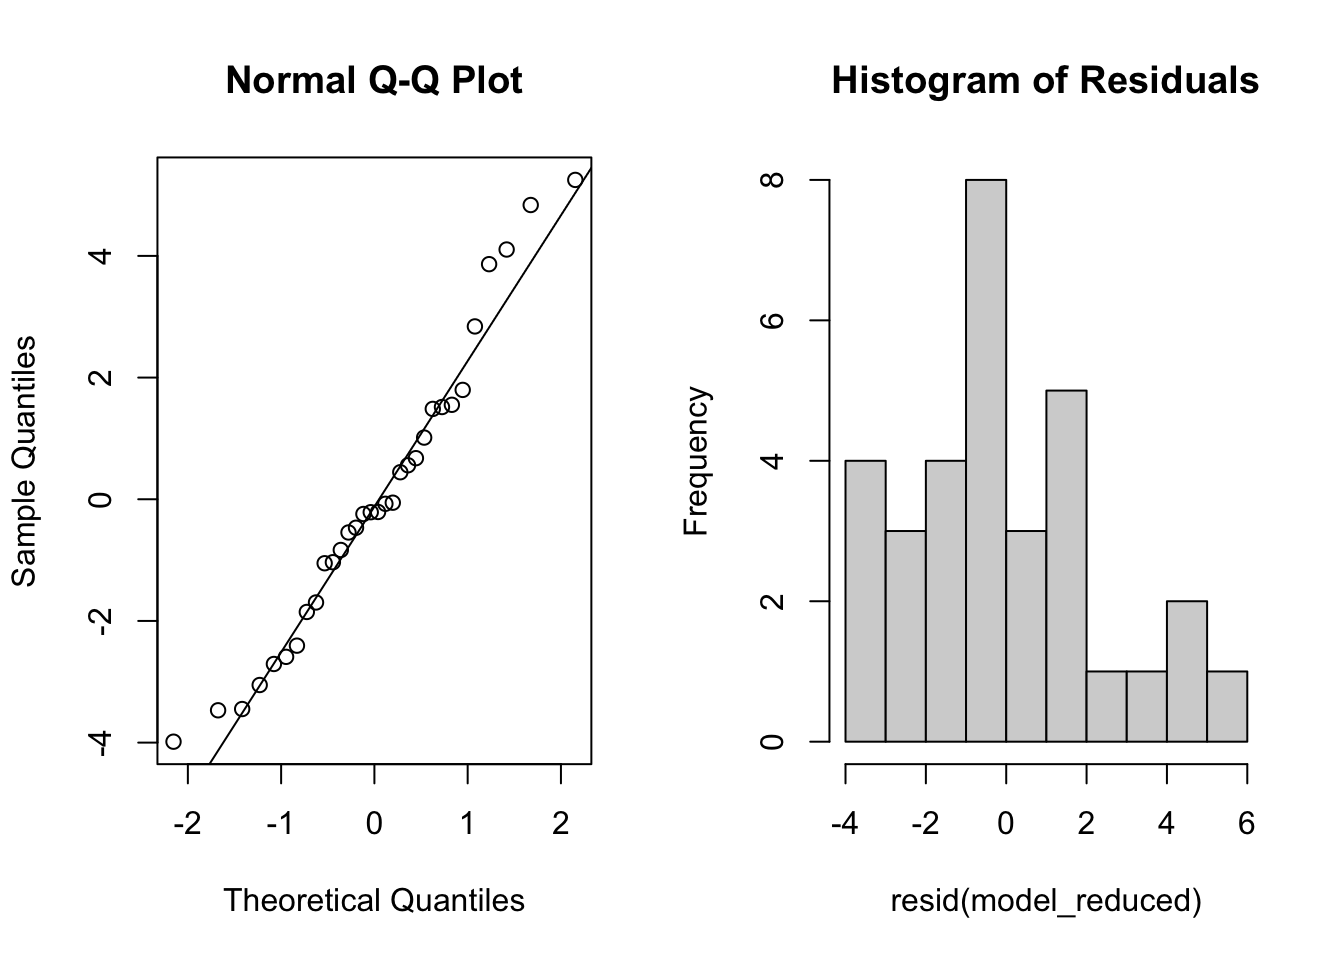 Normal Q-Q Plot
Sample Quantiles
4
2
0
-2
-4
-2 -1 0 1 2
Theoretical Quantiles
Histogram of Residuals
Frequency
8
6
4
2
0
-4 -2 0 2 4 6
resid(model_reduced)